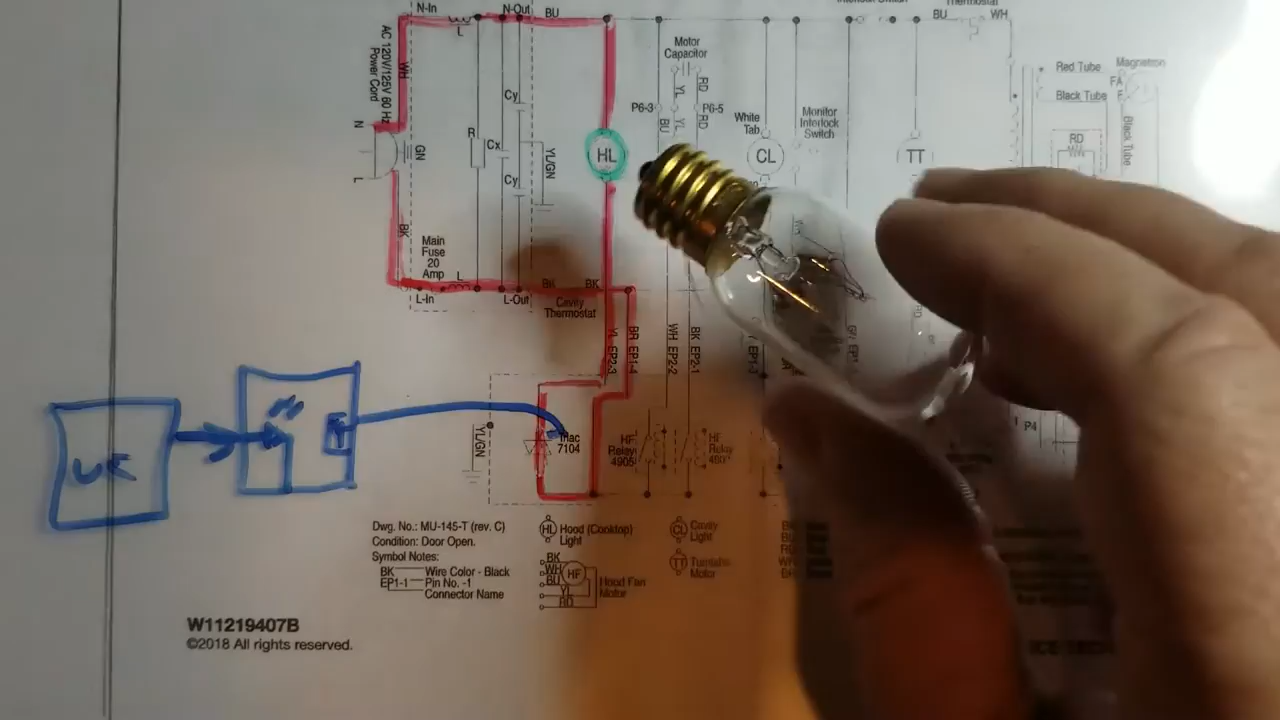 N-In
N-Out
BU
L
AC 120V/125V 60 Hz
Power Cord
WH
N
L
GN
BK
R
Cx
Cy
Cy
YL/GN
HL
Main
Fuse
20
Amp
L
L-In
L-Out
BK
BK
Cavity
Thermostat
Motor
Capacitor
YL
RD
P6-3
P6-5
BU
YL
RD
White
Tab
CL
Monitor
Interlock
Switch
TT
BU
Thermostat
WH
Red Tube
Black Tube
Magnetron
FA
F
Black Tube
RD
YL EP2-3
BR EP1-4
WH EP2-2
BK EP2-1
P4
YL/GN
Triac
7104
HF
Relay
4905
HF
Relay
Dwg. No.: MU-145-T (rev. C)
Condition: Door Open.
Symbol Notes:
BK Wire Color - Black
EP1-1 Pin No. -1
Connector Name
HL Hood (Cooktop)
Light
CL Cavity
Light
TT Turntable
Motor
BK
WH
BU
YL
RD
HF
Hood Fan
Motor
W11219407B
©2018 All rights reserved.